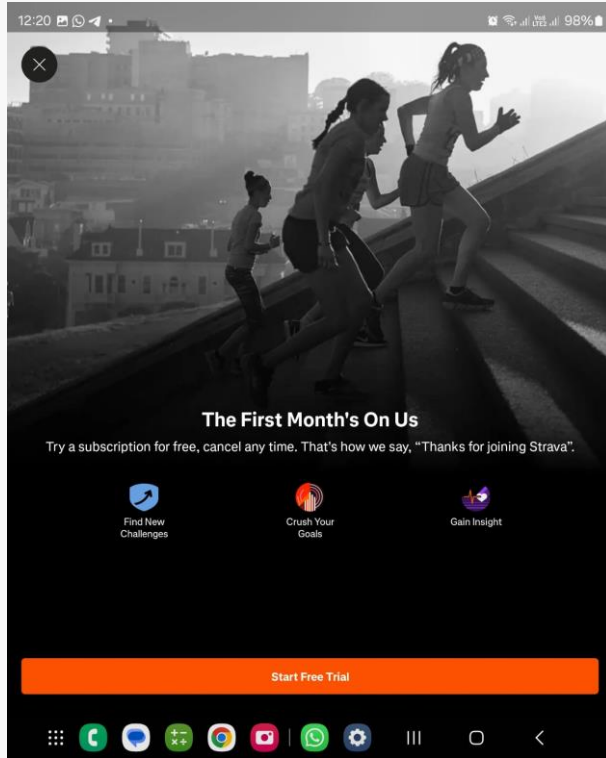 12:20
98%
The First Month's On Us
Try a subscription for free, cancel any time. That's how we say, “Thanks for joining Strava”.
Find New
Challenges
Crush Your
Goals
Gain Insight
Start Free Trial